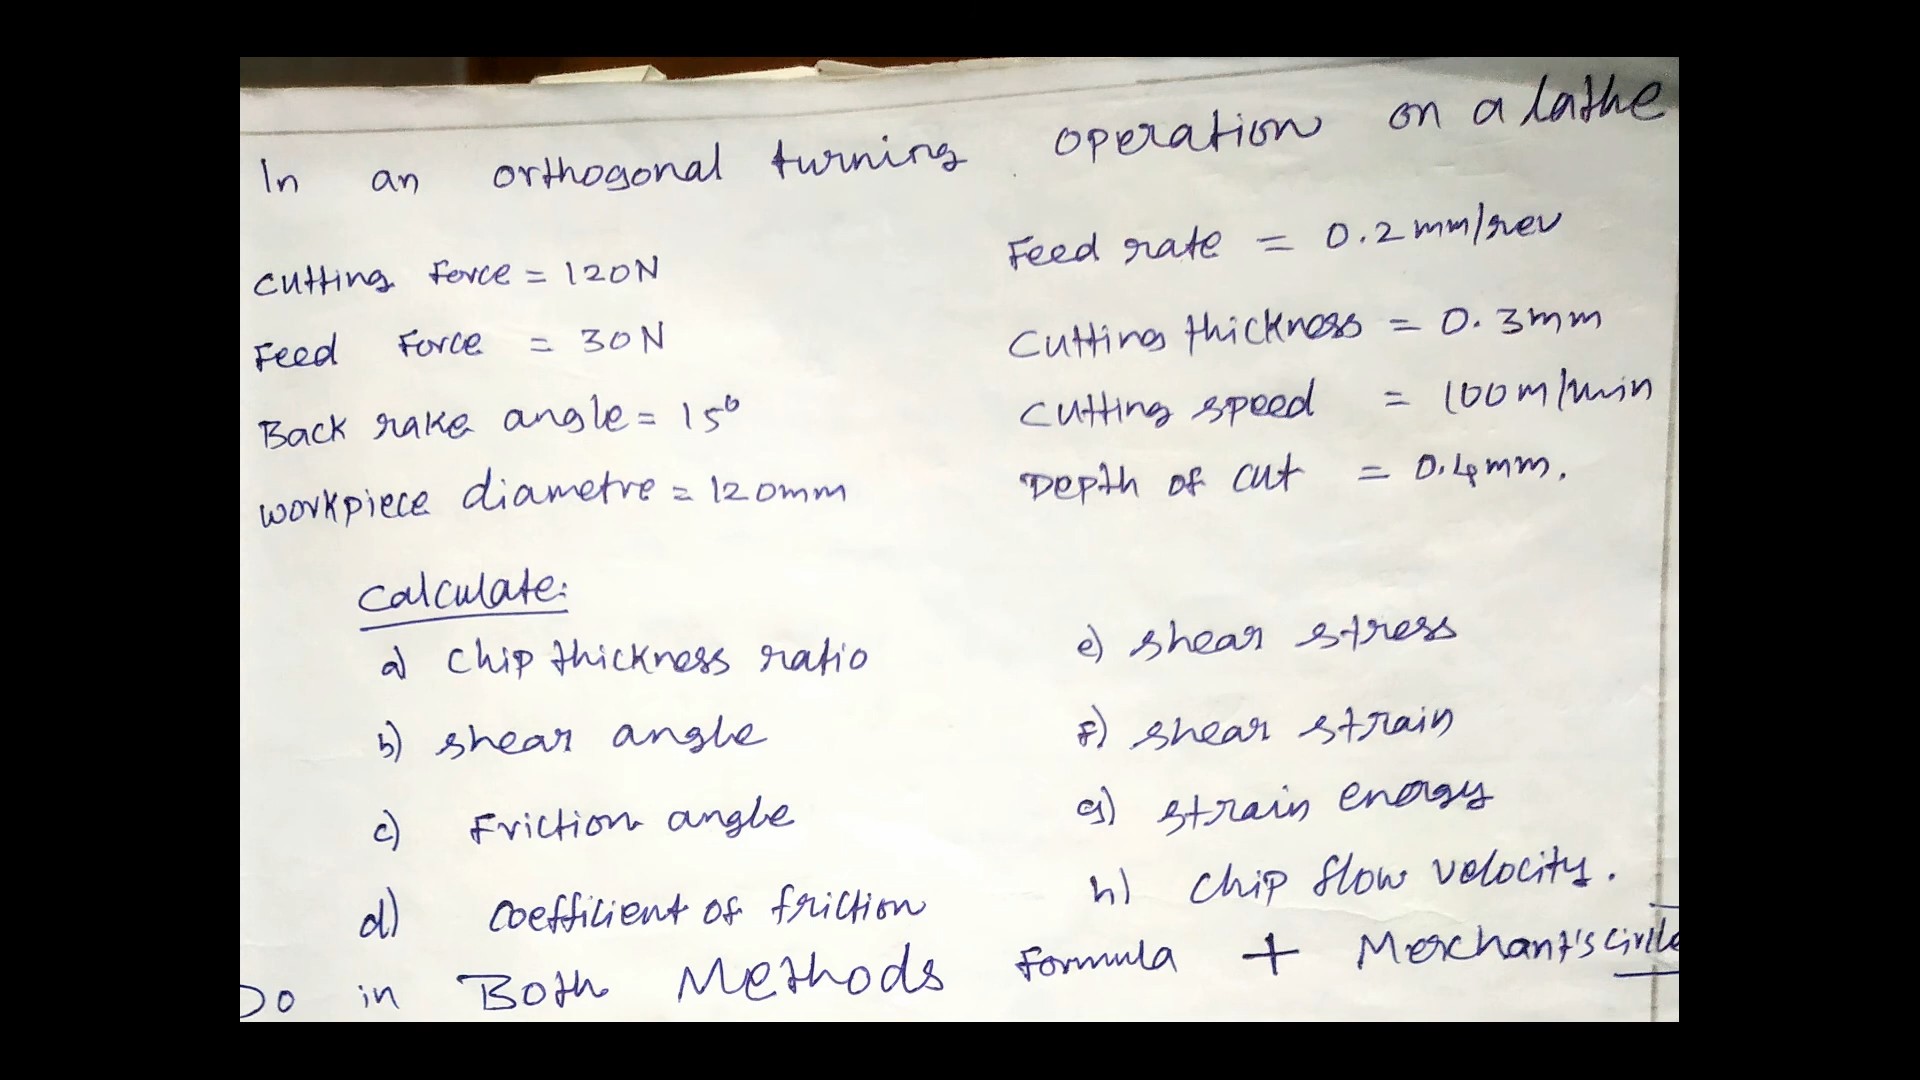 In an orthogonal turning operation on a lathe
Cutting force = 120N
Feed Force = 30N
Back rake angle = 15°
workpiece diametre = 120mm
Feed rate = 0.2mm/rev
Cutting thickness = 0.3mm
Cutting speed = 100m/min
Depth of cut = 0.4mm.
Calculate:
a) Chip thickness ratio
b) shear angle
c) Friction angle
d) Coefficient of friction
e) shear stress
f) shear strain
g) strain energy
h) Chip flow velocity.
Do in Both Methods Formula + Merchant's Circle